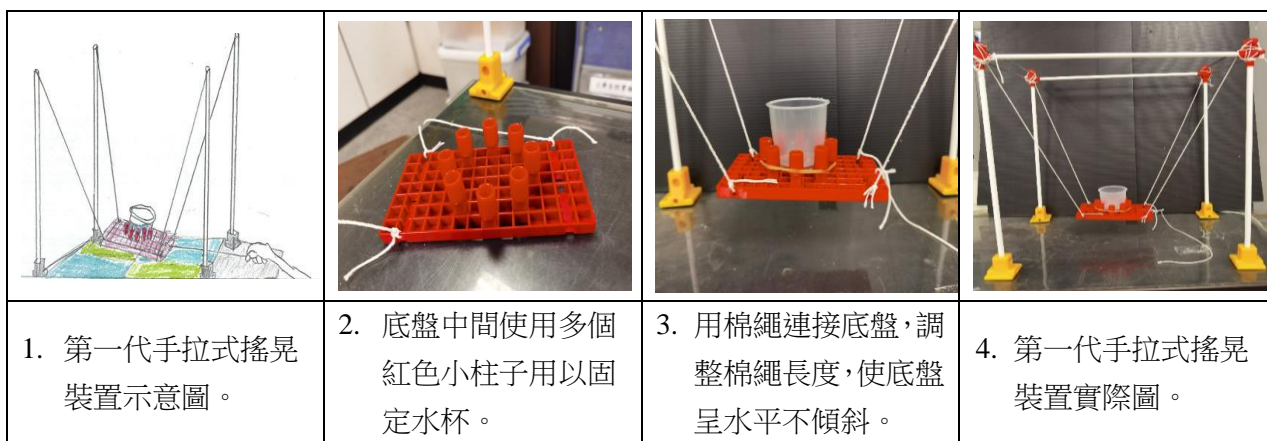 1. 第一代手拉式搖晃
裝置示意圖。
2. 底盤中間使用多個
紅色小柱子用以固
定水杯。
3. 用棉繩連接底盤，調
整棉繩長度，使底盤
呈水平不傾斜。
4. 第一代手拉式搖晃
裝置實際圖。